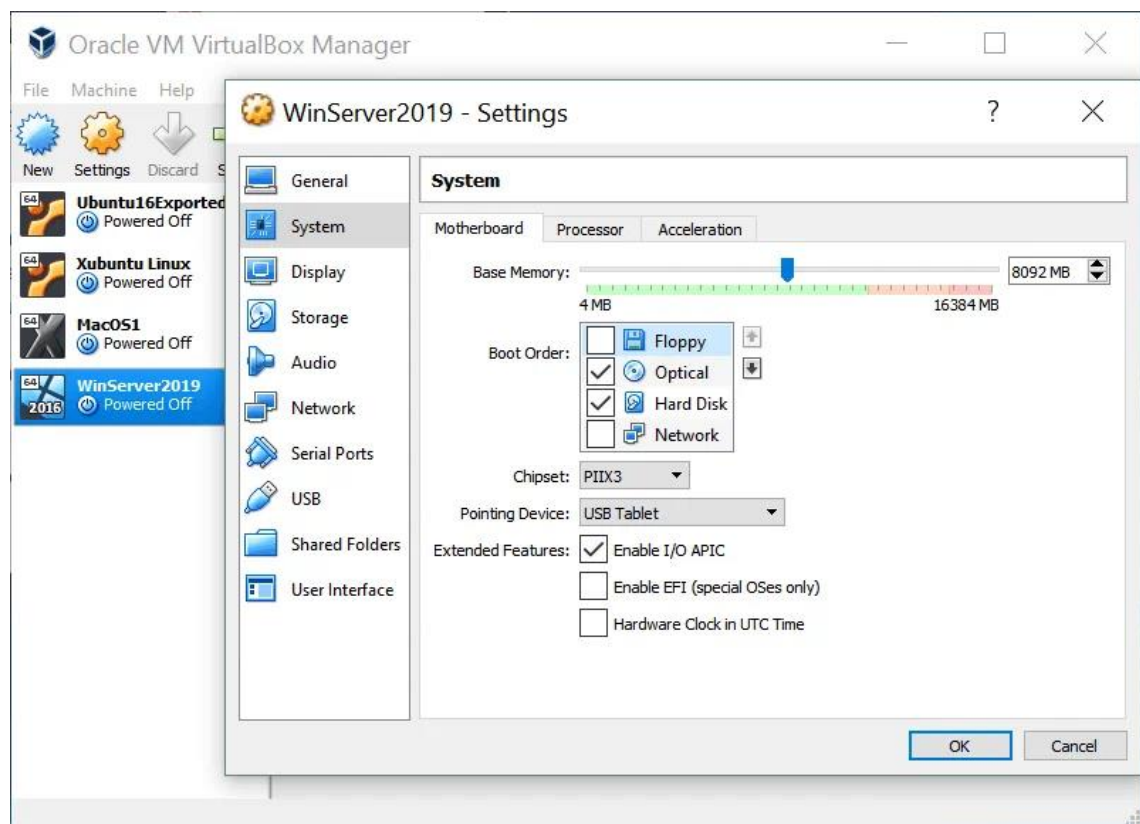 Oracle VM VirtualBox Manager
File Machine Help
New Settings Discard S
64
Ubuntu16Exported
Powered Off
64
Xubuntu Linux
Powered Off
64
MacOS1
Powered Off
64
2016
WinServer2019
Powered Off
WinServer2019 - Settings ?
General
System
Display
Storage
Audio
Network
Serial Ports
USB
Shared Folders
User Interface
System
Motherboard Processor Acceleration
Base Memory: 8092 MB
4 MB 16384 MB
Boot Order:
Floppy
Optical
Hard Disk
Network
Chipset: PIIX3
Pointing Device: USB Tablet
Extended Features: Enable I/O APIC
Enable EFI (special OSes only)
Hardware Clock in UTC Time
OK Cancel